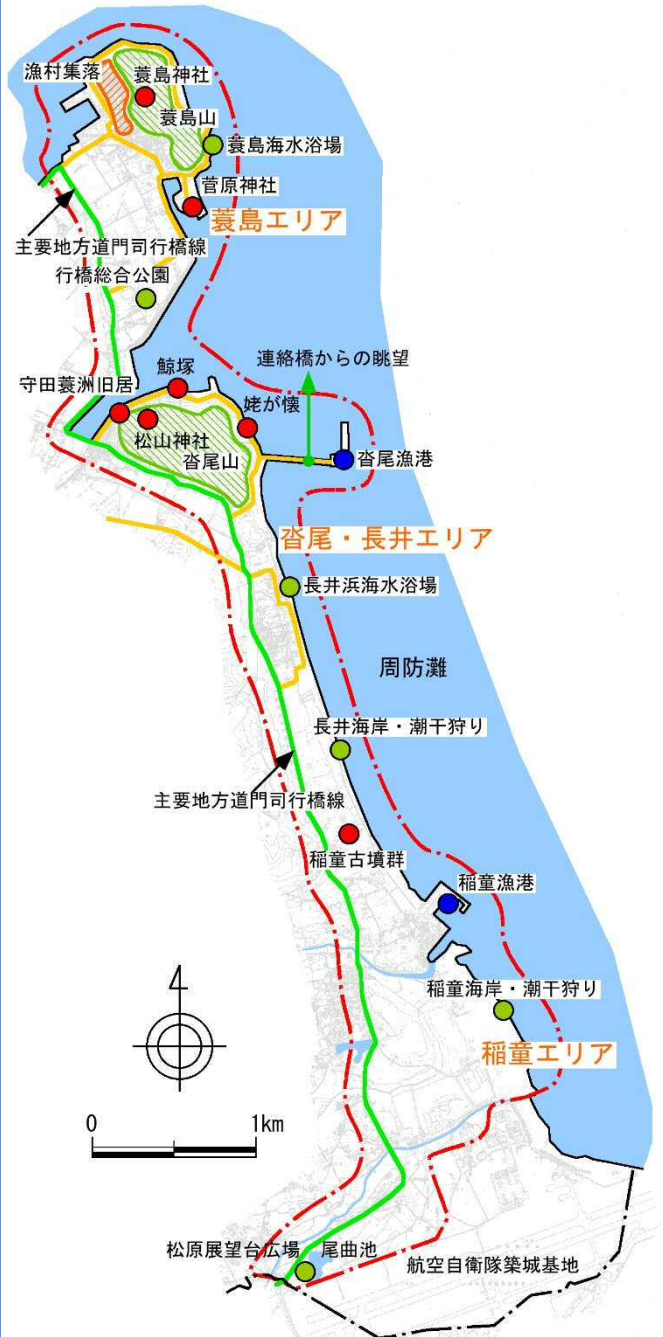 漁村集落
蓑島神社
蓑島山
蓑島海水浴場
菅原神社
蓑島エリア
主要地方道門司行橋線
行橋総合公園
連絡橋からの眺望
鯨塚
守田蓑洲旧居
姥が懐
松山神社
沓尾山
沓尾漁港
沓尾・長井エリア
長井浜海水浴場
周防灘
長井海岸・潮干狩り
主要地方道門司行橋線
稲童古墳群
稲童漁港
稲童海岸・潮干狩り
稲童エリア
4
0 1km
松原展望台広場 尾曲池
航空自衛隊築城基地